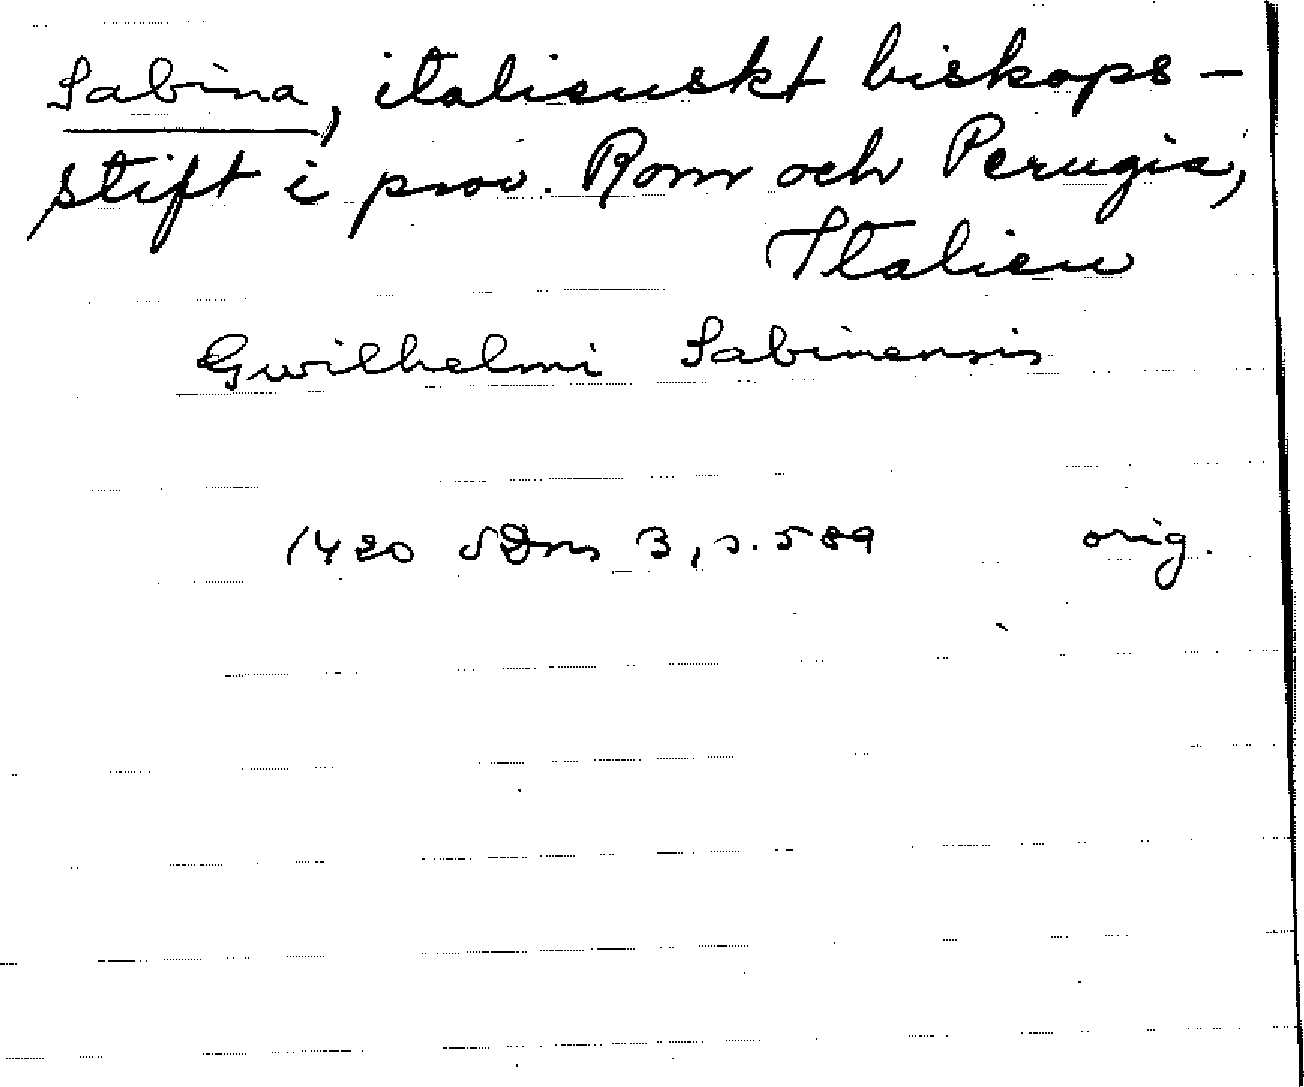 Sabina, italienskt biskops-
stift i prov. Rom och Perugia,
Italien
Gwilhelmi Sabinensis
1420 SDns 3, s. 589 orig.